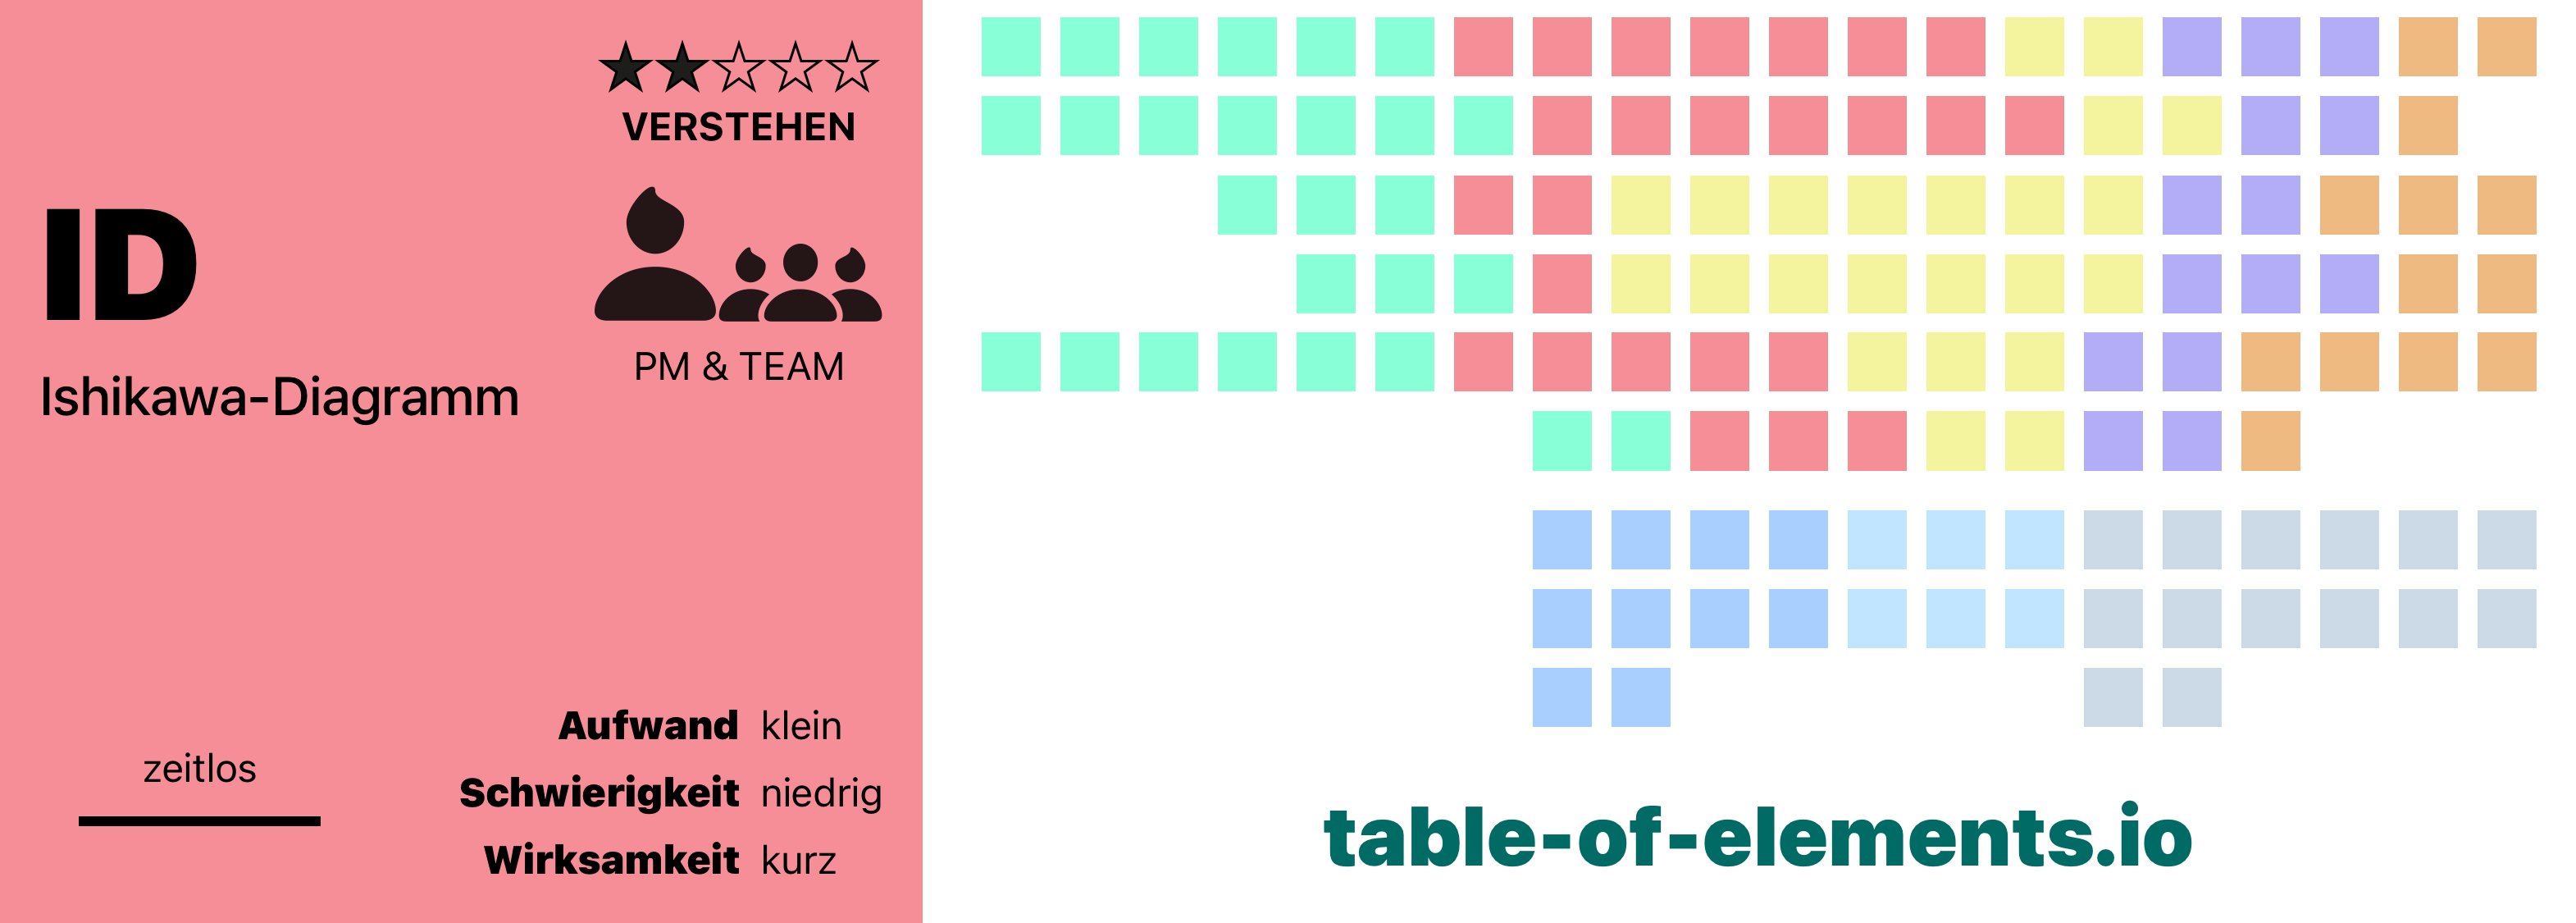 VERSTEHEN
ID
PM & TEAM
Ishikawa-Diagramm
Aufwand klein
zeitlos
Schwierigkeit niedrig
Wirksamkeit kurz
table-of-elements.io